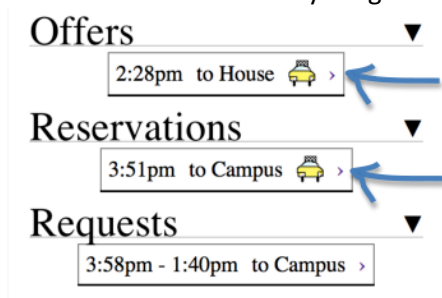 Offers ▼
2:28pm to House ›
Reservations ▼
3:51pm to Campus ›
Requests ▼
3:58pm - 1:40pm to Campus ›